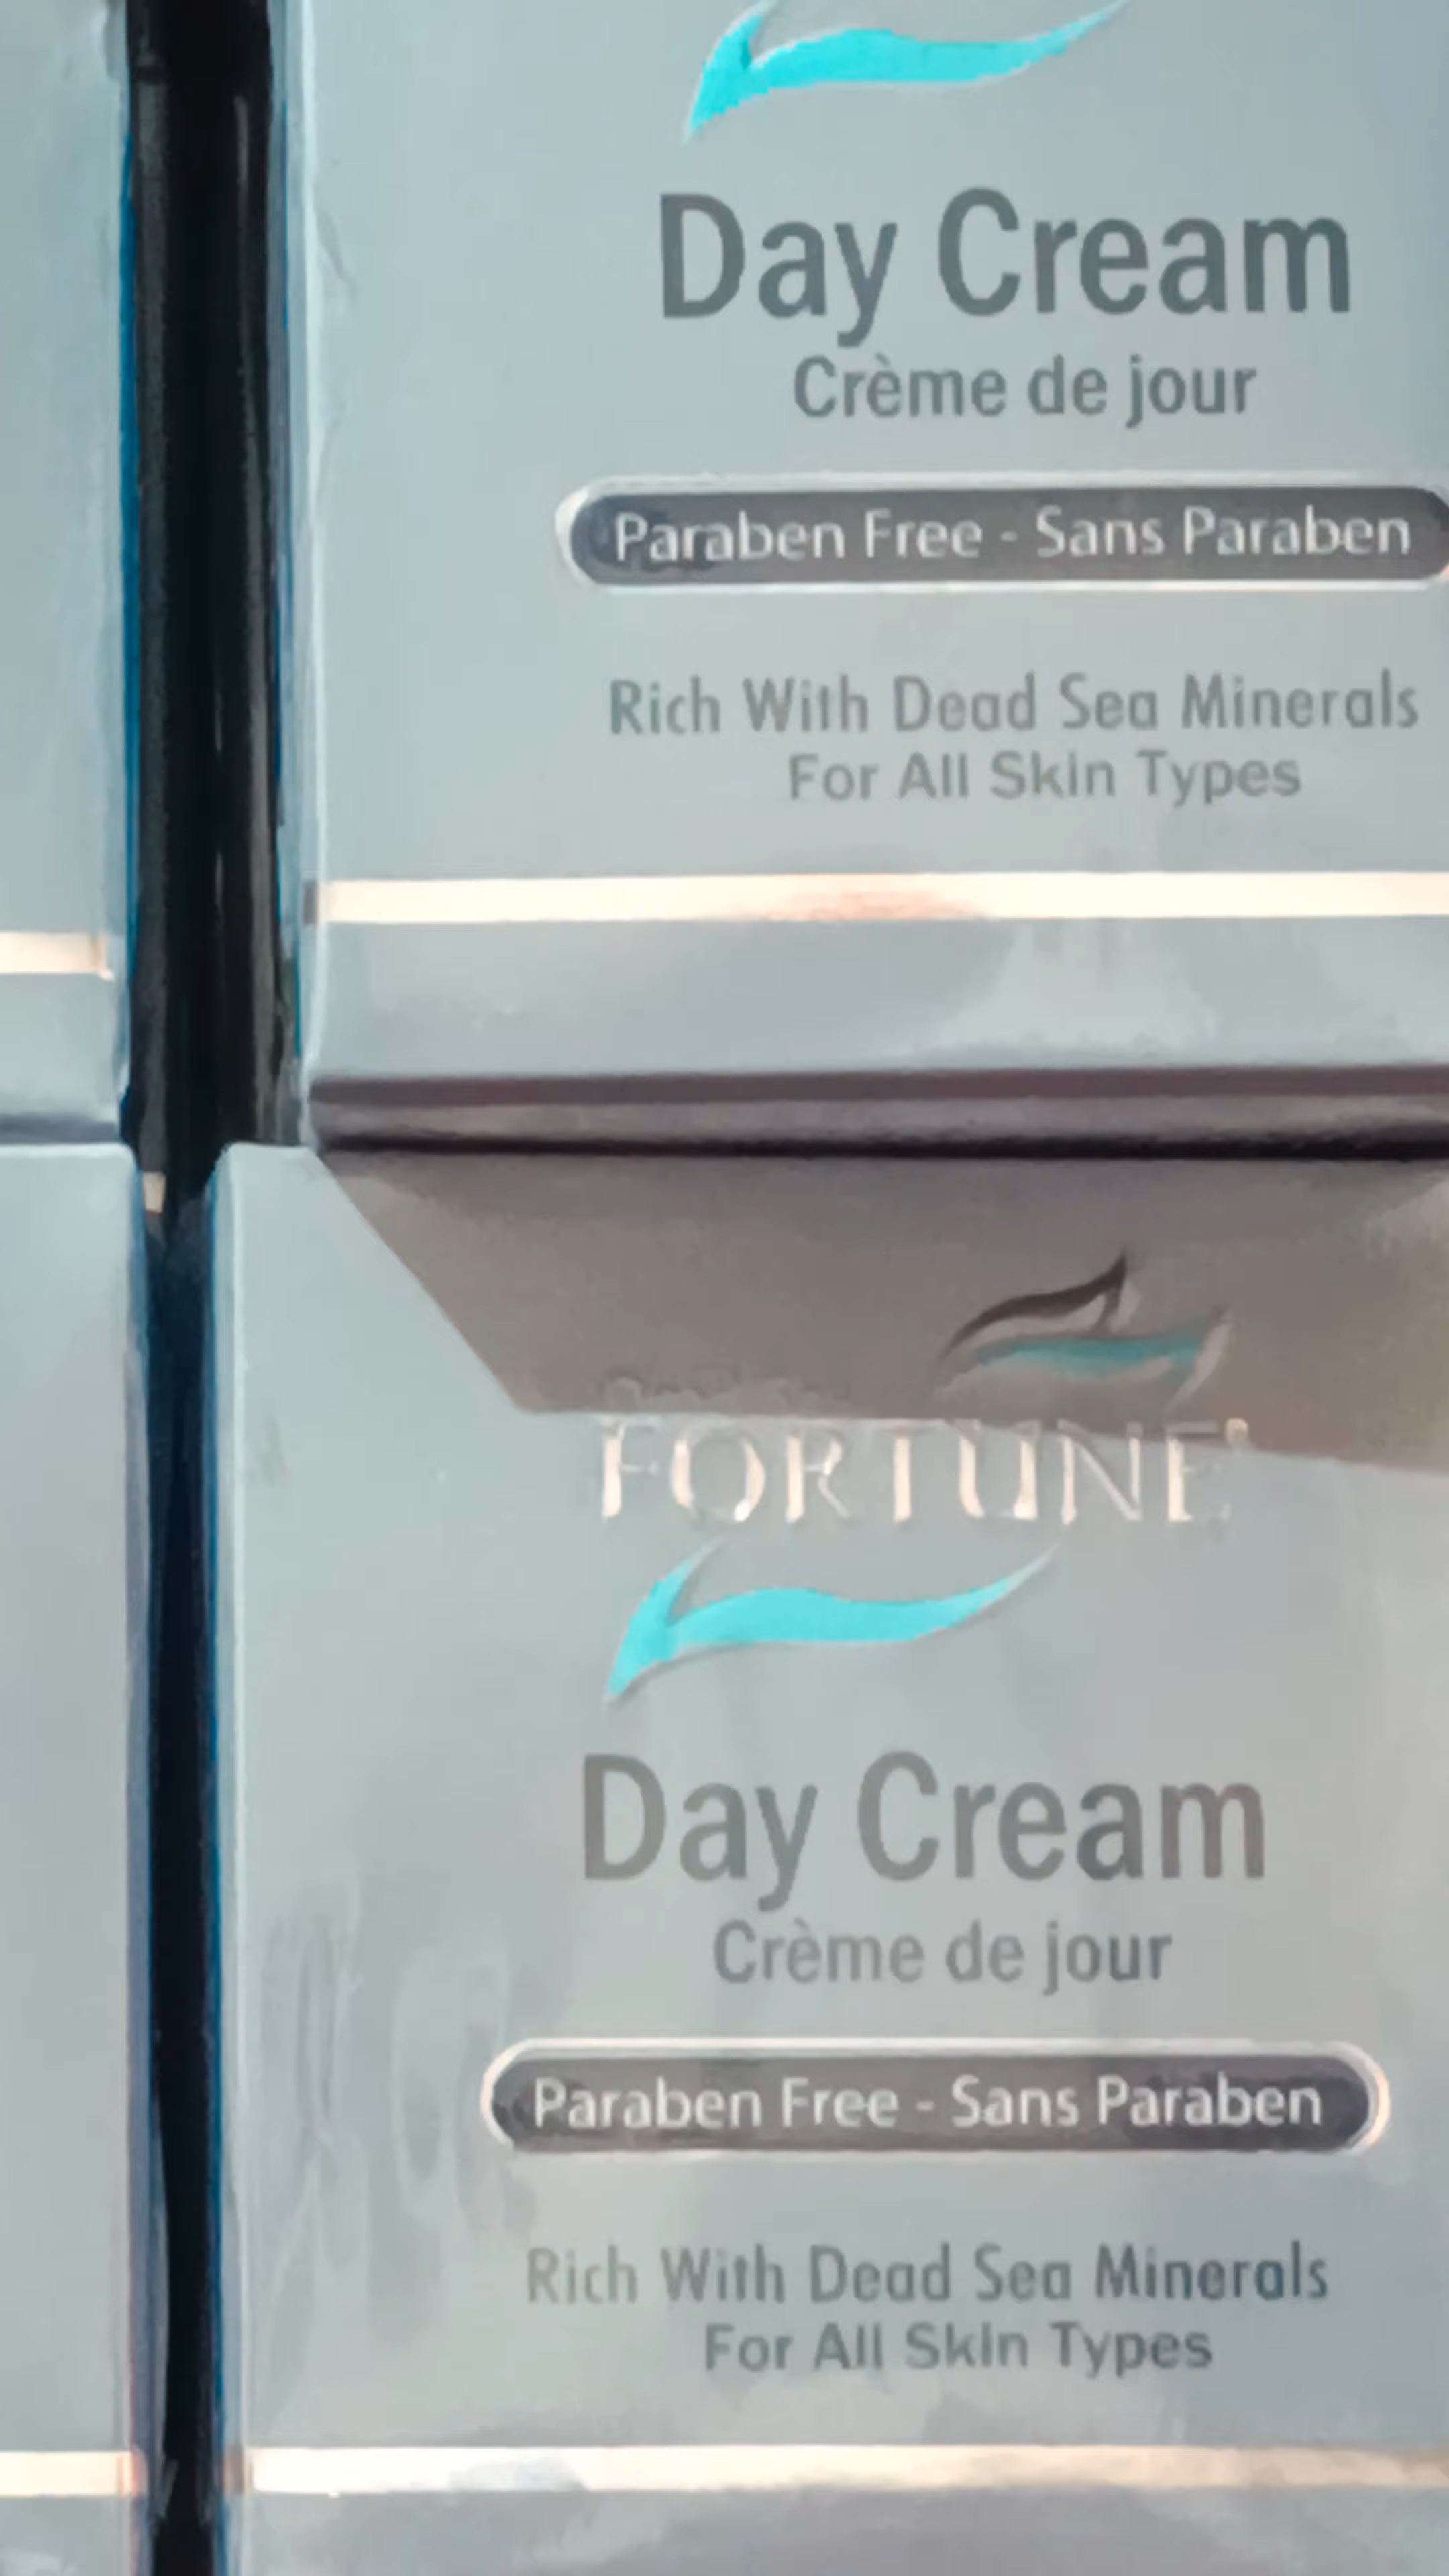 Day Cream
Crème de jour
Paraben Free - Sans Paraben
Rich With Dead Sea Minerals
For All Skin Types
FORTUNE
Day Cream
Crème de jour
Paraben Free - Sans Paraben
Rich With Dead Sea Minerals
For All Skin Types